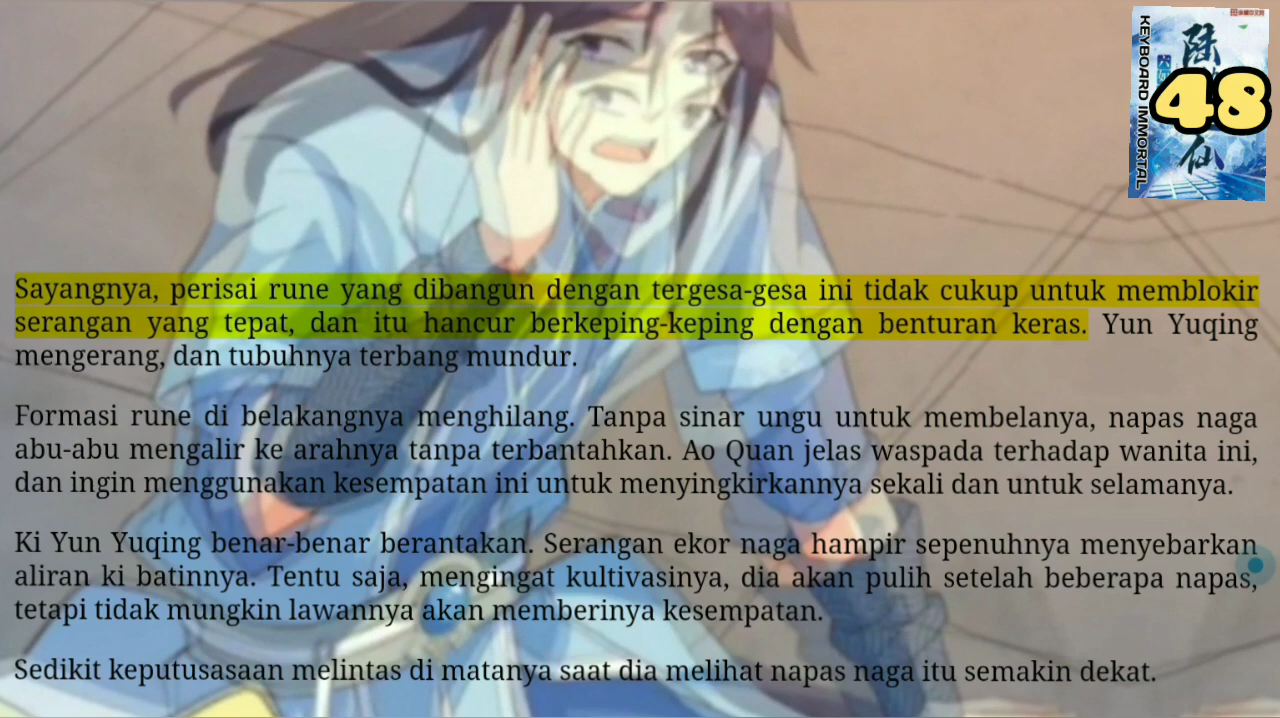 KEYBOARD IMMORTAL
陆
仙
48
Sayangnya, perisai rune yang dibangun dengan tergesa-gesa ini tidak cukup untuk memblokir
serangan yang tepat, dan itu hancur berkeping-keping dengan benturan keras. Yun Yuqing
mengerang, dan tubuhnya terbang mundur.
Formasi rune di belakangnya menghilang. Tanpa sinar ungu untuk membelanya, napas naga
abu-abu mengalir ke arahnya tanpa terbantahkan. Ao Quan jelas waspada terhadap wanita ini,
dan ingin menggunakan kesempatan ini untuk menyingkirkannya sekali dan untuk selamanya.
Ki Yun Yuqing benar-benar berantakan. Serangan ekor naga hampir sepenuhnya menyebarkan
aliran ki batinnya. Tentu saja, mengingat kultivasinya, dia akan pulih setelah beberapa napas,
tetapi tidak mungkin lawannya akan memberinya kesempatan.
Sedikit keputusasaan melintas di matanya saat dia melihat napas naga itu semakin dekat.